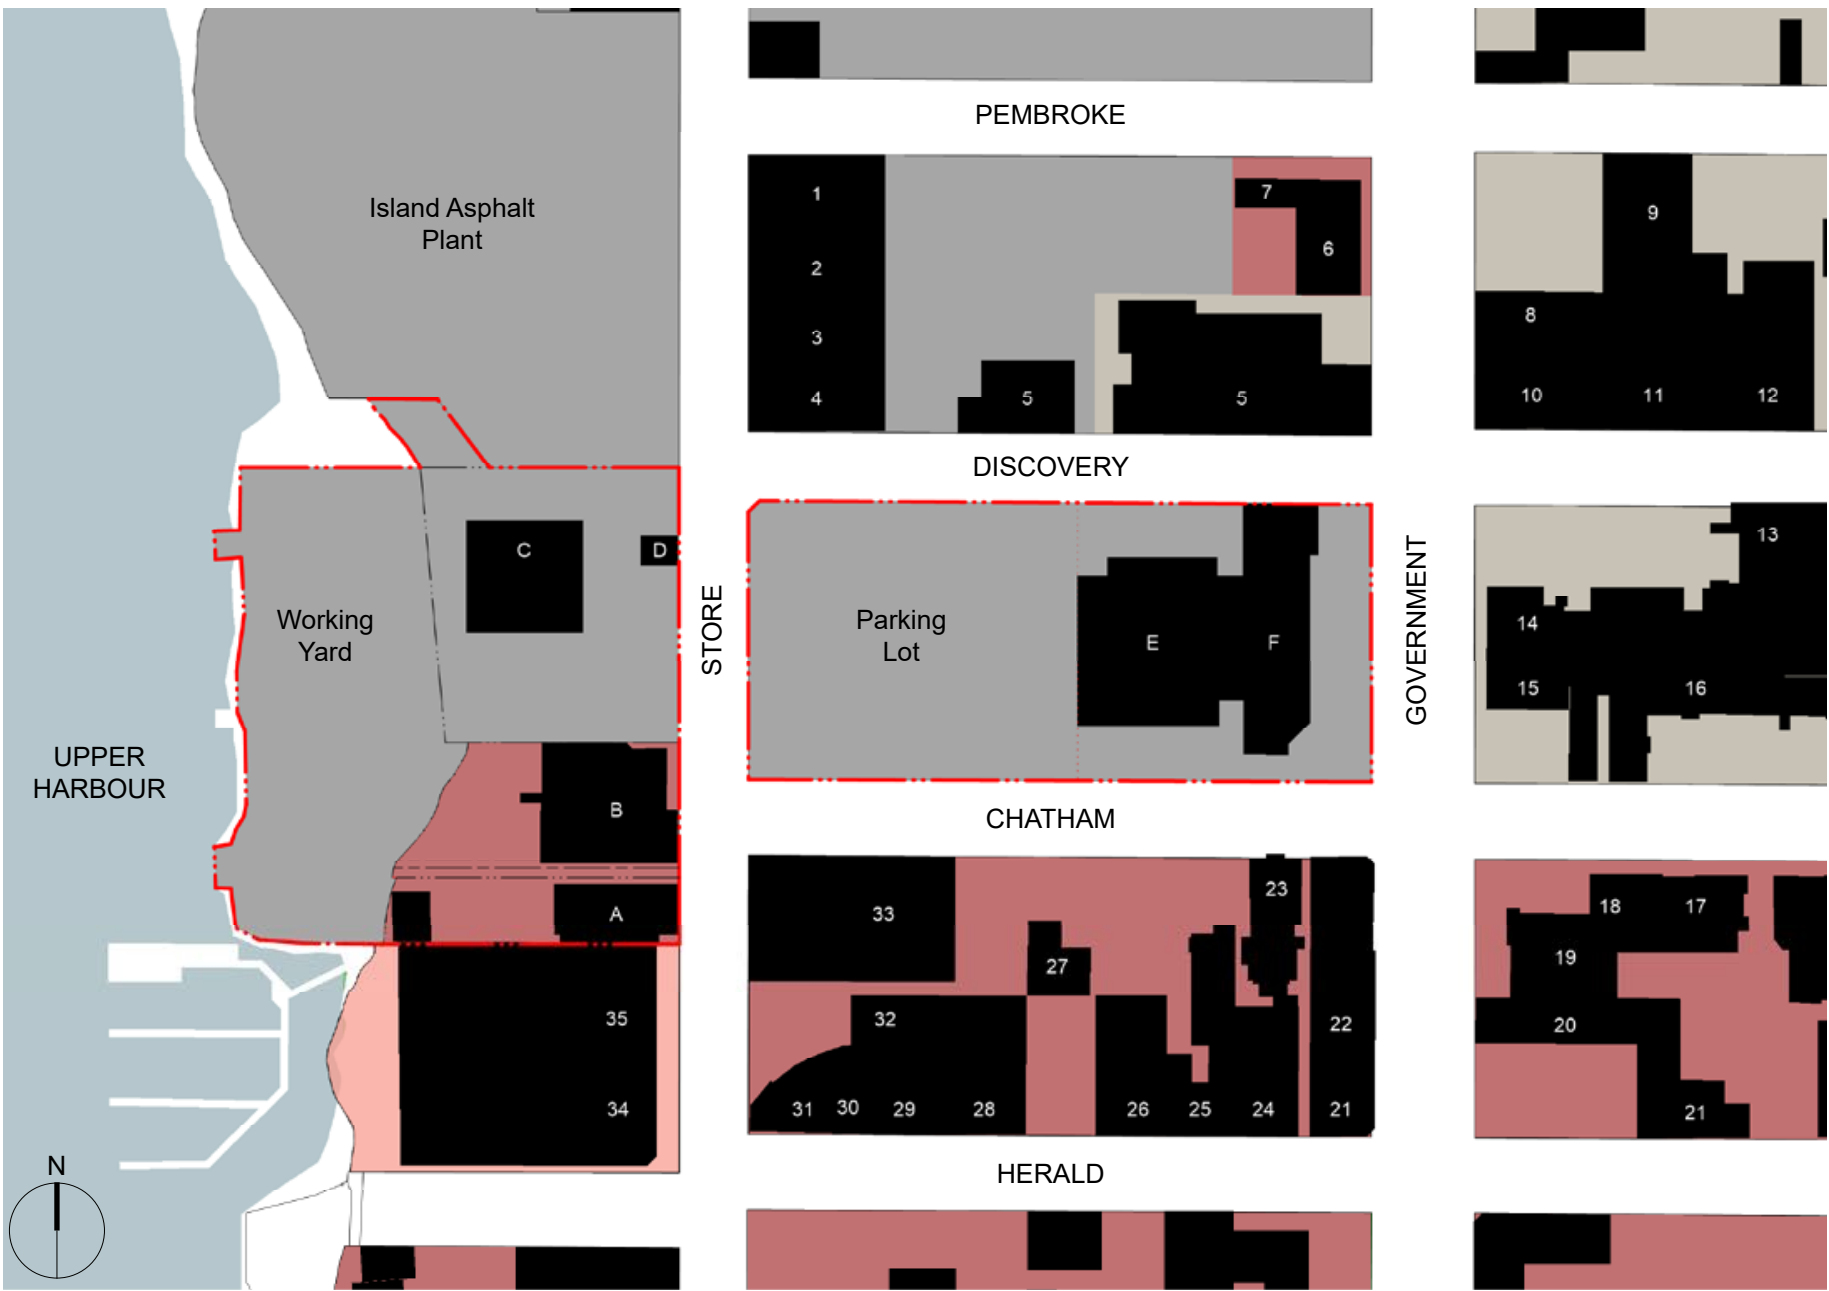 PEMBROKE
Island Asphalt
Plant
1
2
3
4
5
5
7
6
9
8
10
11
12
DISCOVERY
C
D
Working
Yard
STORE
Parking
Lot
E
F
GOVERNMENT
13
14
15
16
UPPER
HARBOUR
B
A
CHATHAM
33
23
27
32
22
31
30
29
28
26
25
24
21
18
17
19
20
21
35
34
HERALD
N